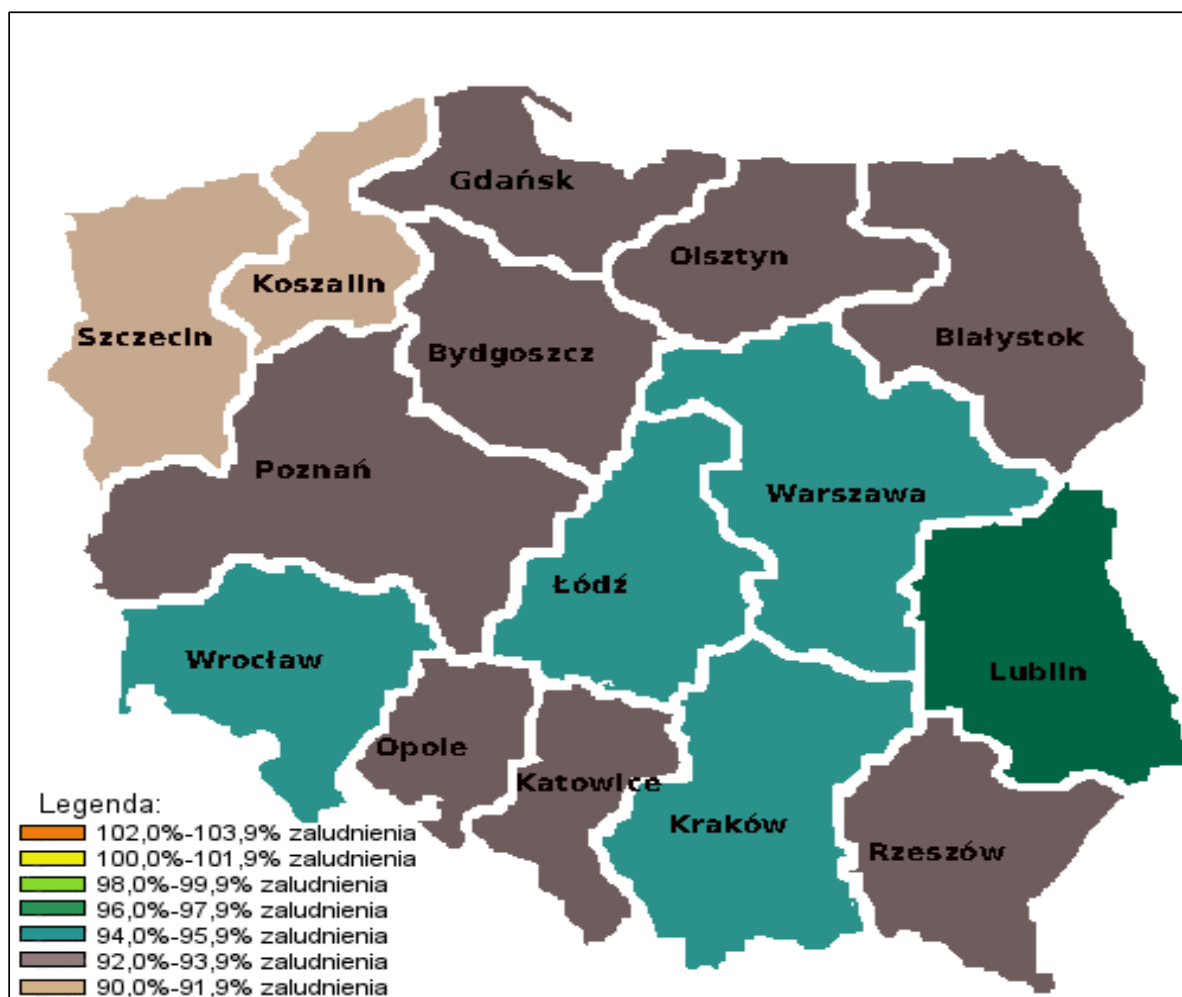 Gdańsk
Olsztyn
Koszalin
Szczecin
Bydgoszcz
Białystok
Poznań
Warszawa
Łódź
Wrocław
Lublin
Opole
Katowice
Kraków
Rzeszów
Legenda:
102,0%-103,9% zaludnienia
100,0%-101,9% zaludnienia
98,0%-99,9% zaludnienia
96,0%-97,9% zaludnienia
94,0%-95,9% zaludnienia
92,0%-93,9% zaludnienia
90,0%-91,9% zaludnienia